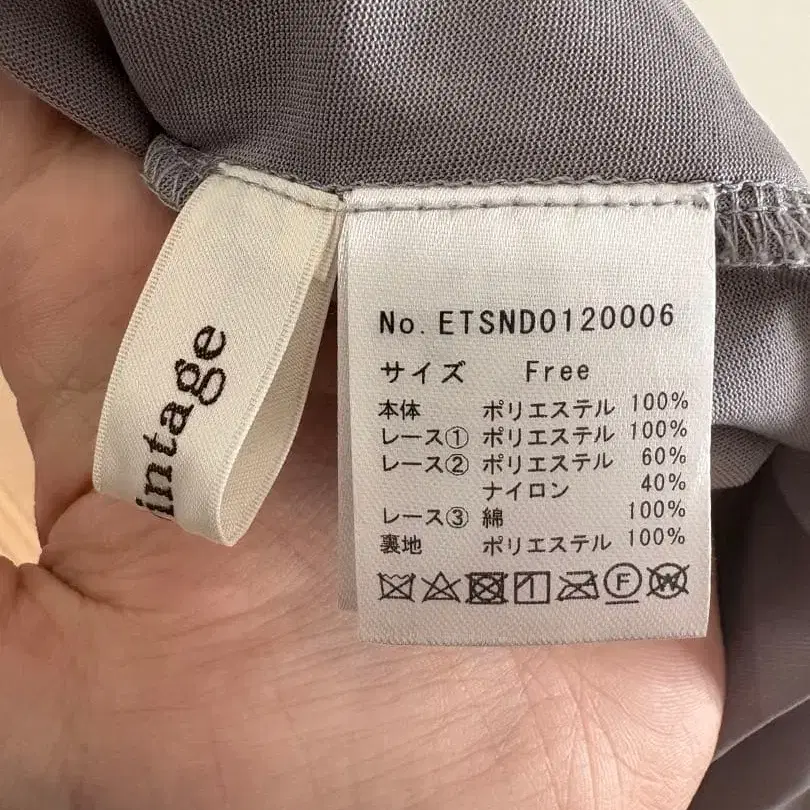 intage
No. ETSND0120006
サイズ Free
本体 ポリエステル 100%
レース① ポリエステル 100%
レース② ポリエステル 60%
ナイロン 40%
レース③ 綿 100%
裏地 ポリエステル 100%
F W